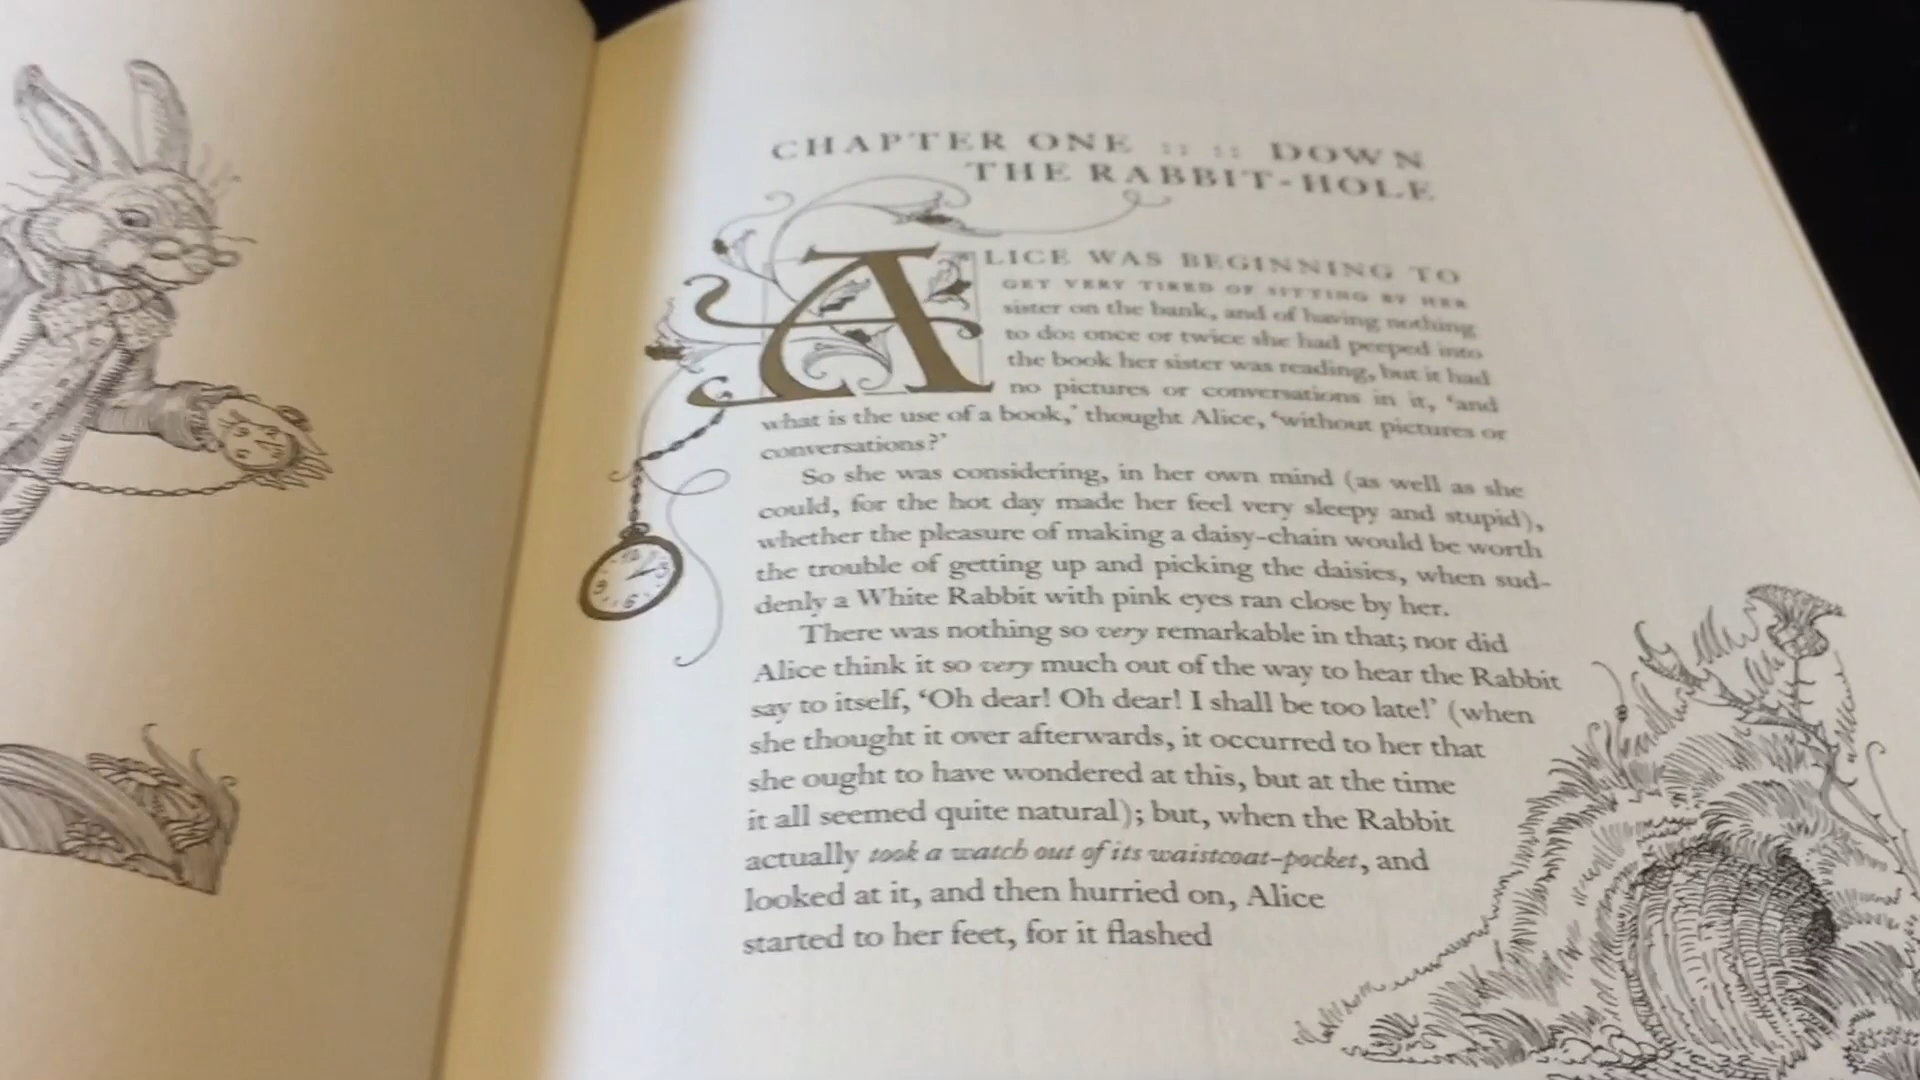 CHAPTER ONE :: :: DOWN
THE RABBIT-HOLE
ALICE WAS BEGINNING TO
GET VERY TIRED OF SITTING BY HER
sister on the bank, and of having nothing
to do: once or twice she had peeped into
the book her sister was reading, but it had
no pictures or conversations in it, ‘and
what is the use of a book,’ thought Alice, ‘without pictures or
conversations?’
So she was considering, in her own mind (as well as she
could, for the hot day made her feel very sleepy and stupid),
whether the pleasure of making a daisy-chain would be worth
the trouble of getting up and picking the daisies, when sud-
denly a White Rabbit with pink eyes ran close by her.
There was nothing so very remarkable in that; nor did
Alice think it so very much out of the way to hear the Rabbit
say to itself, ‘Oh dear! Oh dear! I shall be too late!’ (when
she thought it over afterwards, it occurred to her that
she ought to have wondered at this, but at the time
it all seemed quite natural); but, when the Rabbit
actually took a watch out of its waistcoat-pocket, and
looked at it, and then hurried on, Alice
started to her feet, for it flashed
12
3
9
6